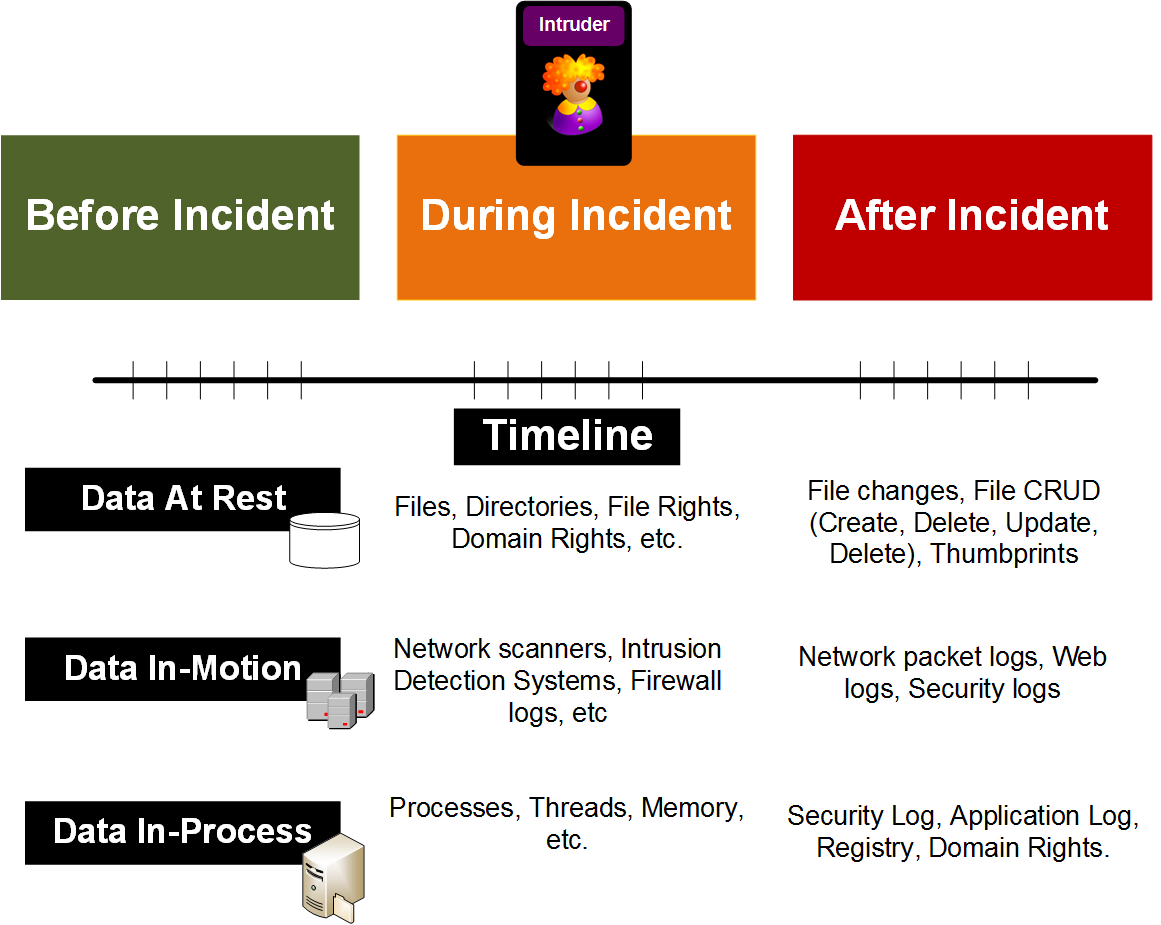 Intruder
Before Incident
During Incident
After Incident
Timeline
Data At Rest
Files, Directories, File Rights,
Domain Rights, etc.
File changes, File CRUD
(Create, Delete, Update,
Delete), Thumbprints
Data In-Motion
Network scanners, Intrusion
Detection Systems, Firewall
logs, etc
Network packet logs, Web
logs, Security logs
Data In-Process
Processes, Threads, Memory,
etc.
Security Log, Application Log,
Registry, Domain Rights.